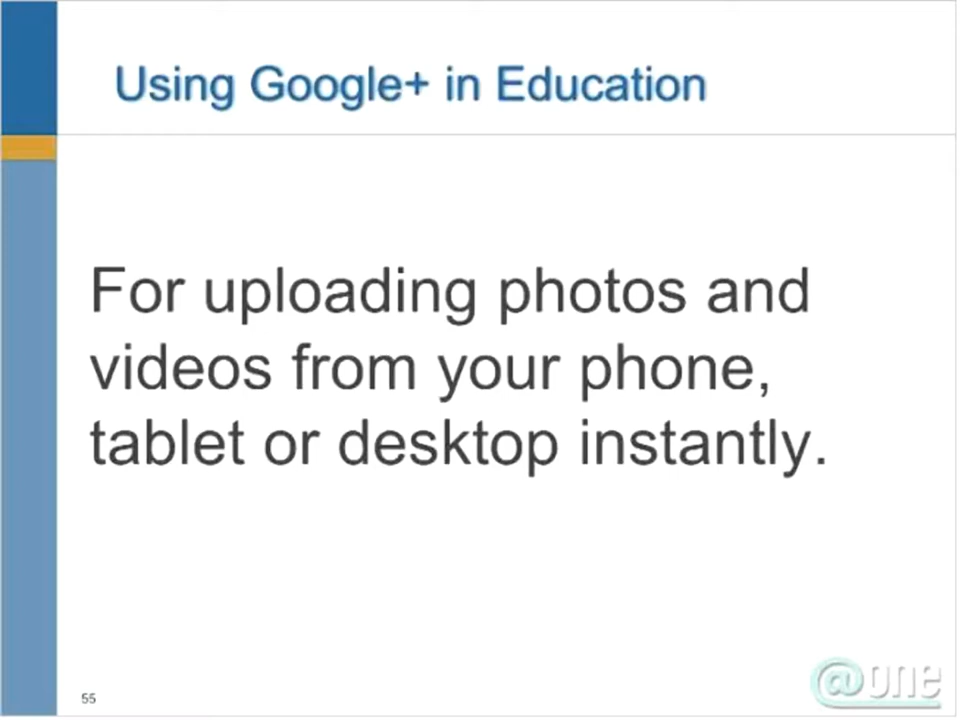 Using Google+ in Education
For uploading photos and
videos from your phone,
tablet or desktop instantly.
55
@one